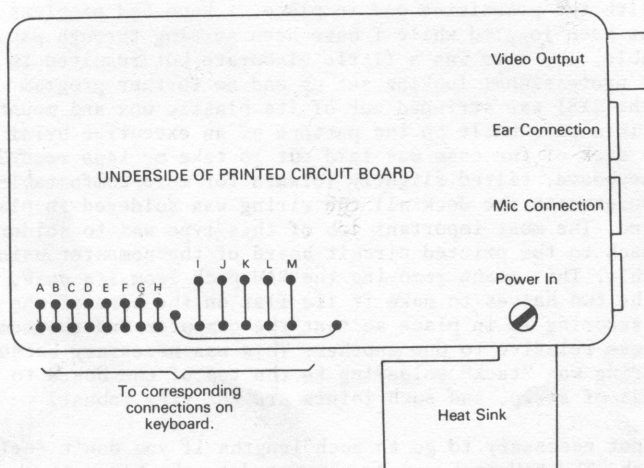 Video Output
Ear Connection
UNDERSIDE OF PRINTED CIRCUIT BOARD
Mic Connection
J K L
Power In
A B C D E F G H
To corresponding
connections on
keyboard.
Heat Sink